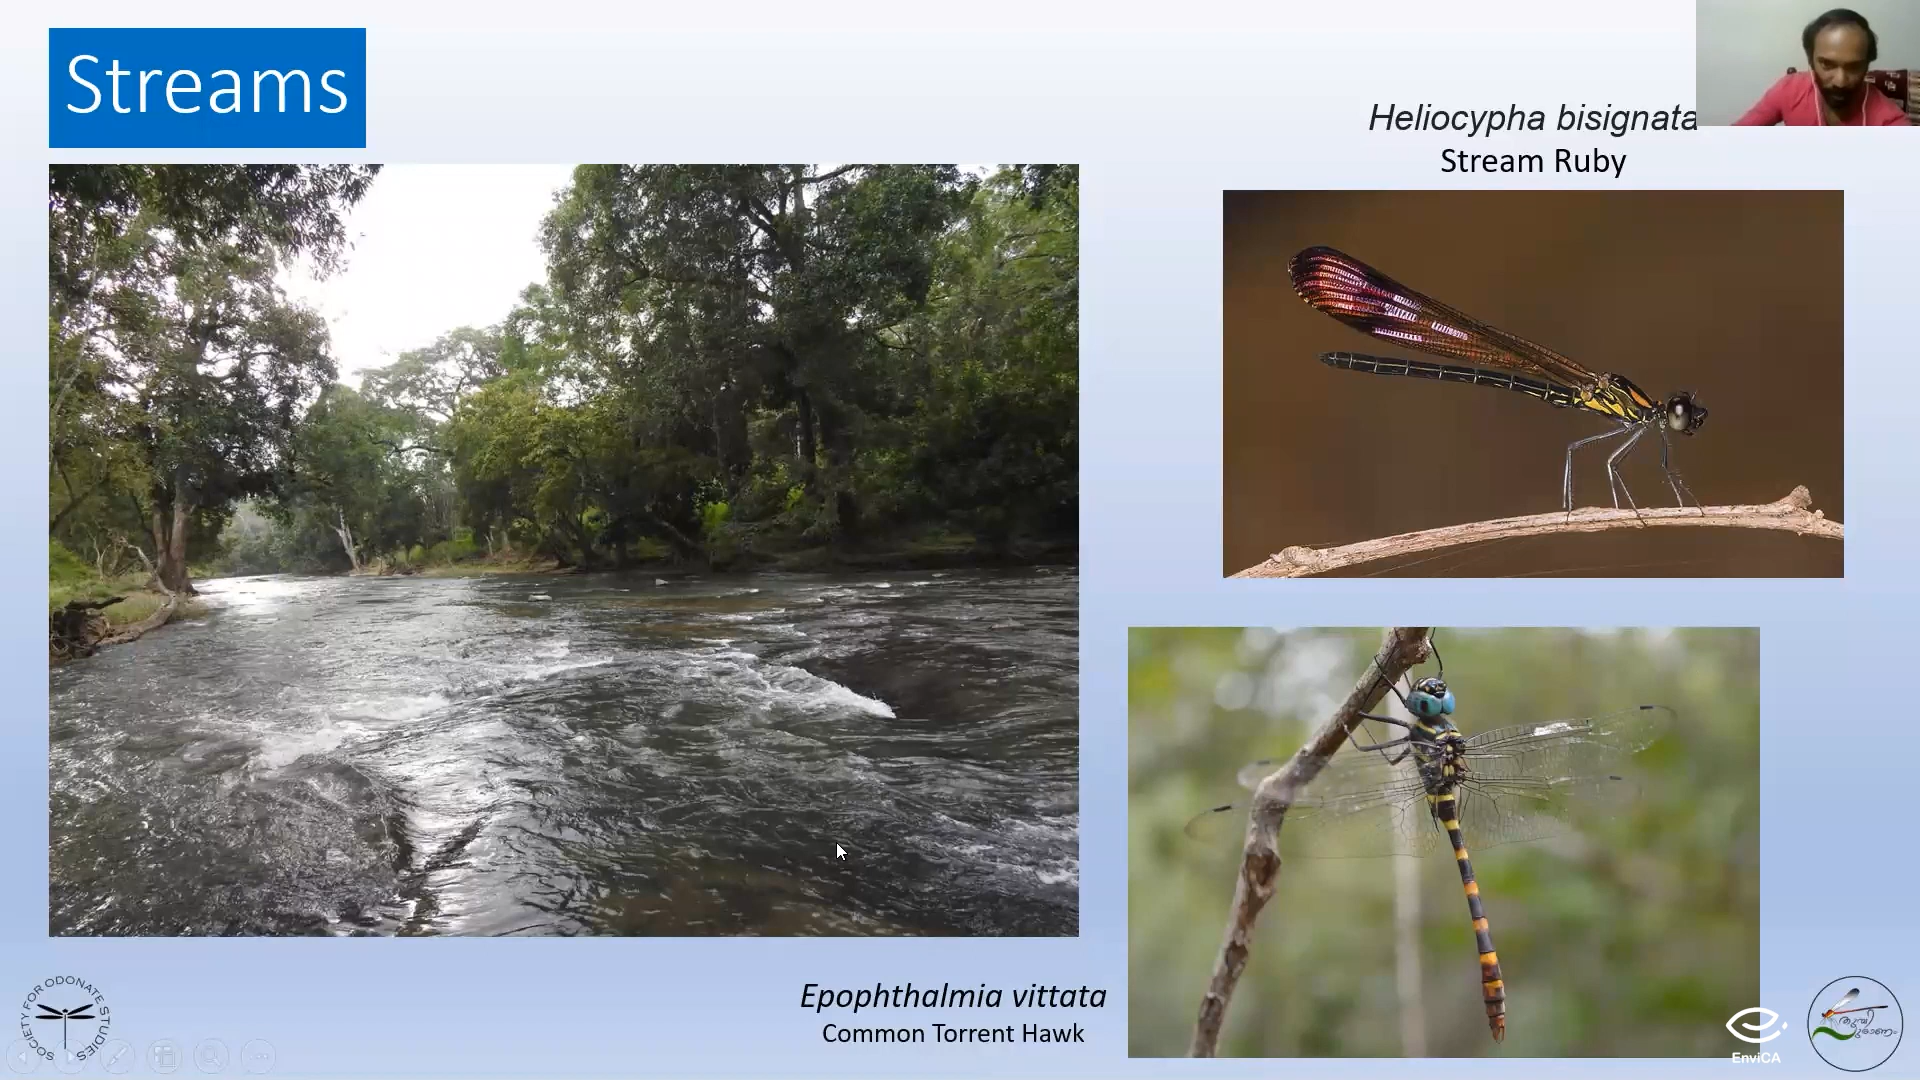 Streams
Heliocypha bisignata
Stream Ruby
Epophthalmia vittata
Common Torrent Hawk
SOCIETY FOR ODONATE STUDIES
EnviCA